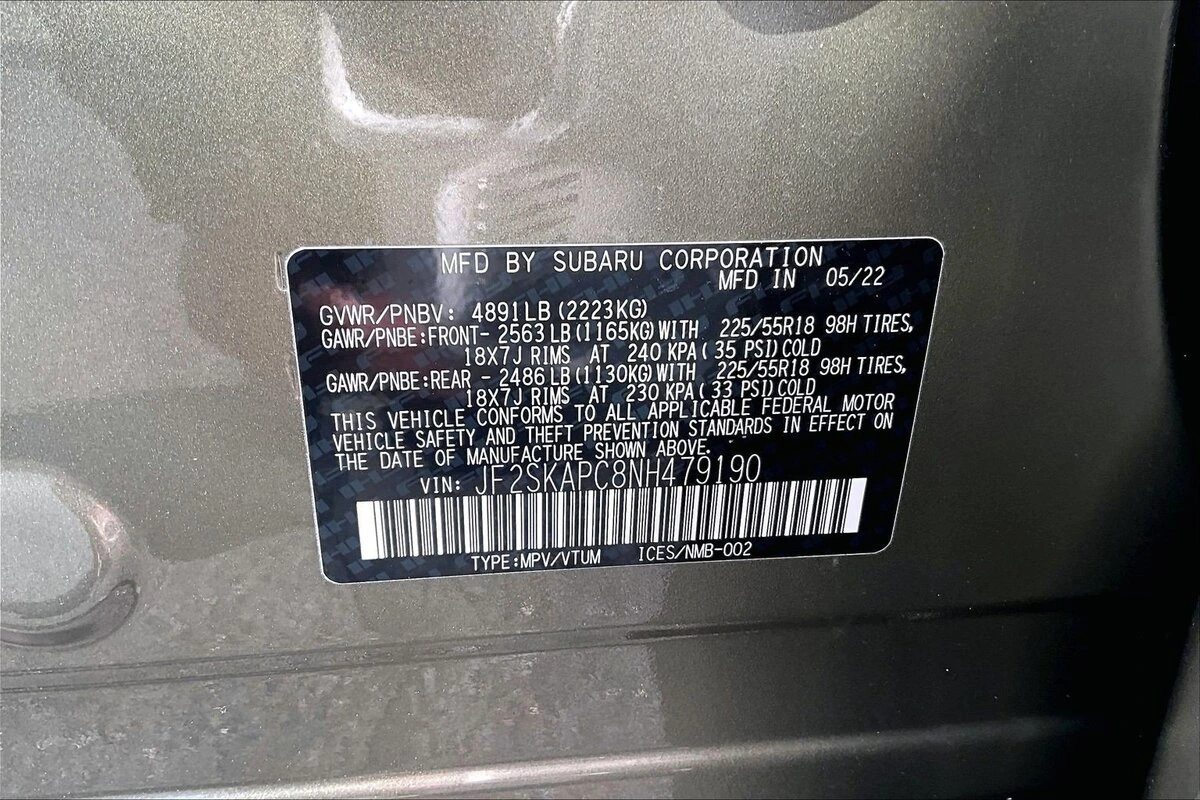 MFD BY SUBARU CORPORATION
MFD IN 05/22
GVWR/PNBV: 4891LB(2223KG)
GAWR/PNBE:FRONT- 2563LB(1165KG)WITH 225/55R18 98H TIRES,
18X7J RIMS AT 240 KPA( 35 PSI)COLD
GAWR/PNBE:REAR - 2486LB(1130KG)WITH 225/55R18 98H TIRES,
18X7J RIMS AT 230 KPA( 33 PSI)COLD
THIS VEHICLE CONFORMS TO ALL APPLICABLE FEDERAL MOTOR
VEHICLE SAFETY AND THEFT PREVENTION STANDARDS IN EFFECT ON
THE DATE OF MANUFACTURE SHOWN ABOVE.
VIN: JF2SKAPC8NH479190
TYPE:MPV/VTUM ICES/NMB-002